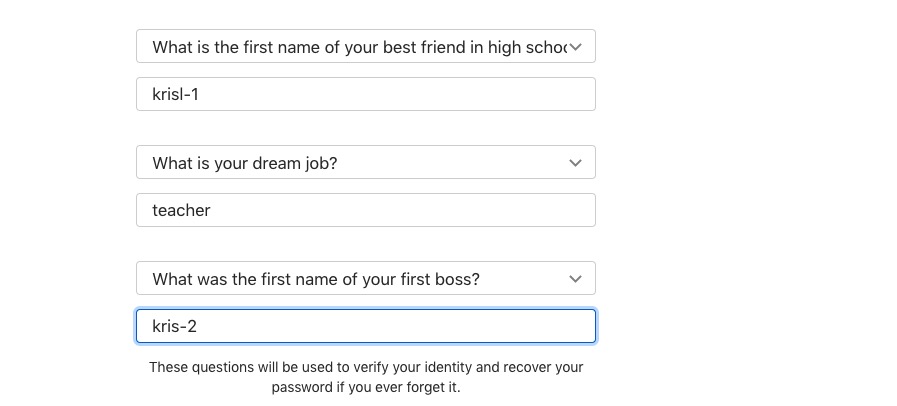 What is the first name of your best friend in high schoo
krisl-1
What is your dream job?
teacher
What was the first name of your first boss?
kris-2
These questions will be used to verify your identity and recover your
password if you ever forget it.